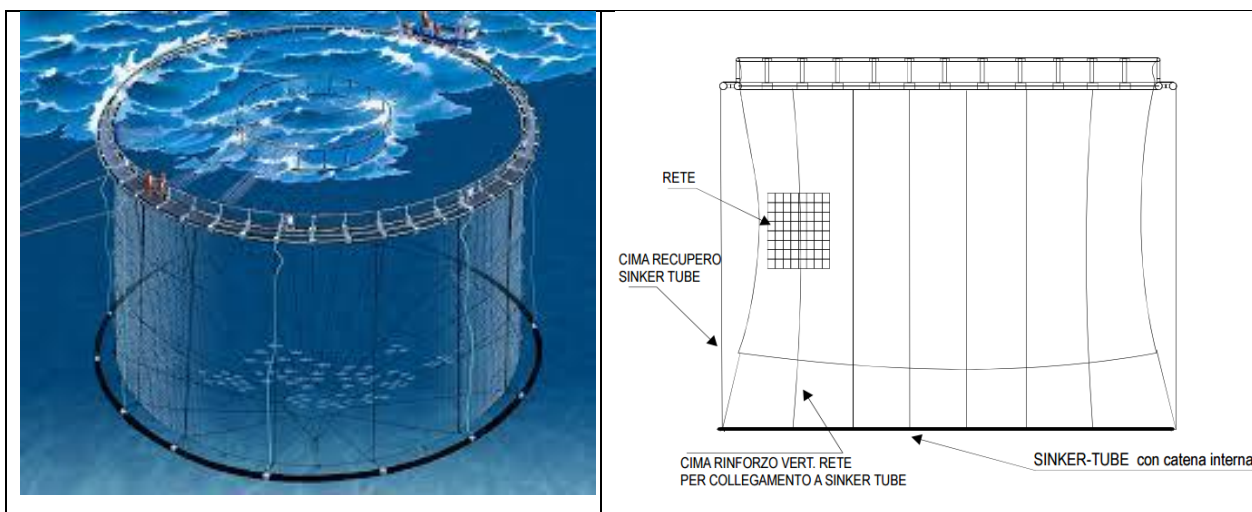 RETE
CIMA RECUPERO
SINKER TUBE
CIMA RINFORZO VERT. RETE
PER COLLEGAMENTO A SINKER TUBE
SINKER-TUBE con catena interna